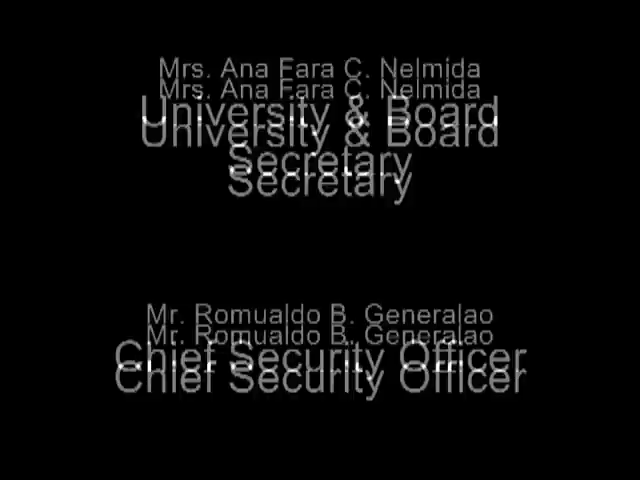 Mrs. Ana Fara C. Nelmida
University & Board
Secretary
Mr. Romualdo B. Generalao
Chief Security Officer